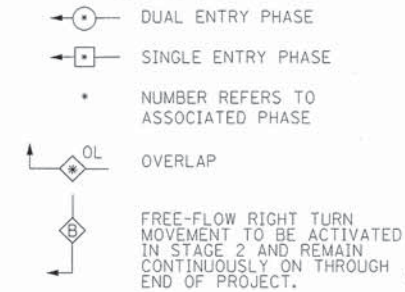 * DUAL ENTRY PHASE
* SINGLE ENTRY PHASE
* NUMBER REFERS TO
ASSOCIATED PHASE
* OL OVERLAP
B FREE-FLOW RIGHT TURN
MOVEMENT TO BE ACTIVATED
IN STAGE 2 AND REMAIN
CONTINUOUSLY ON THROUGH
END OF PROJECT.